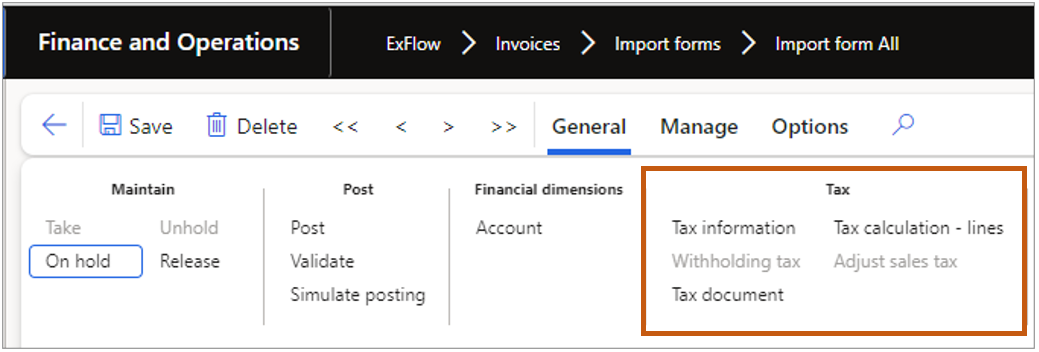 Finance and Operations ExFlow > Invoices > Import forms > Import form All
Save Delete << < > >> General Manage Options
Maintain Post Financial dimensions Tax
Take Unhold Post Account Tax information Tax calculation - lines
On hold Release Validate Withholding tax Adjust sales tax
Simulate posting Tax document